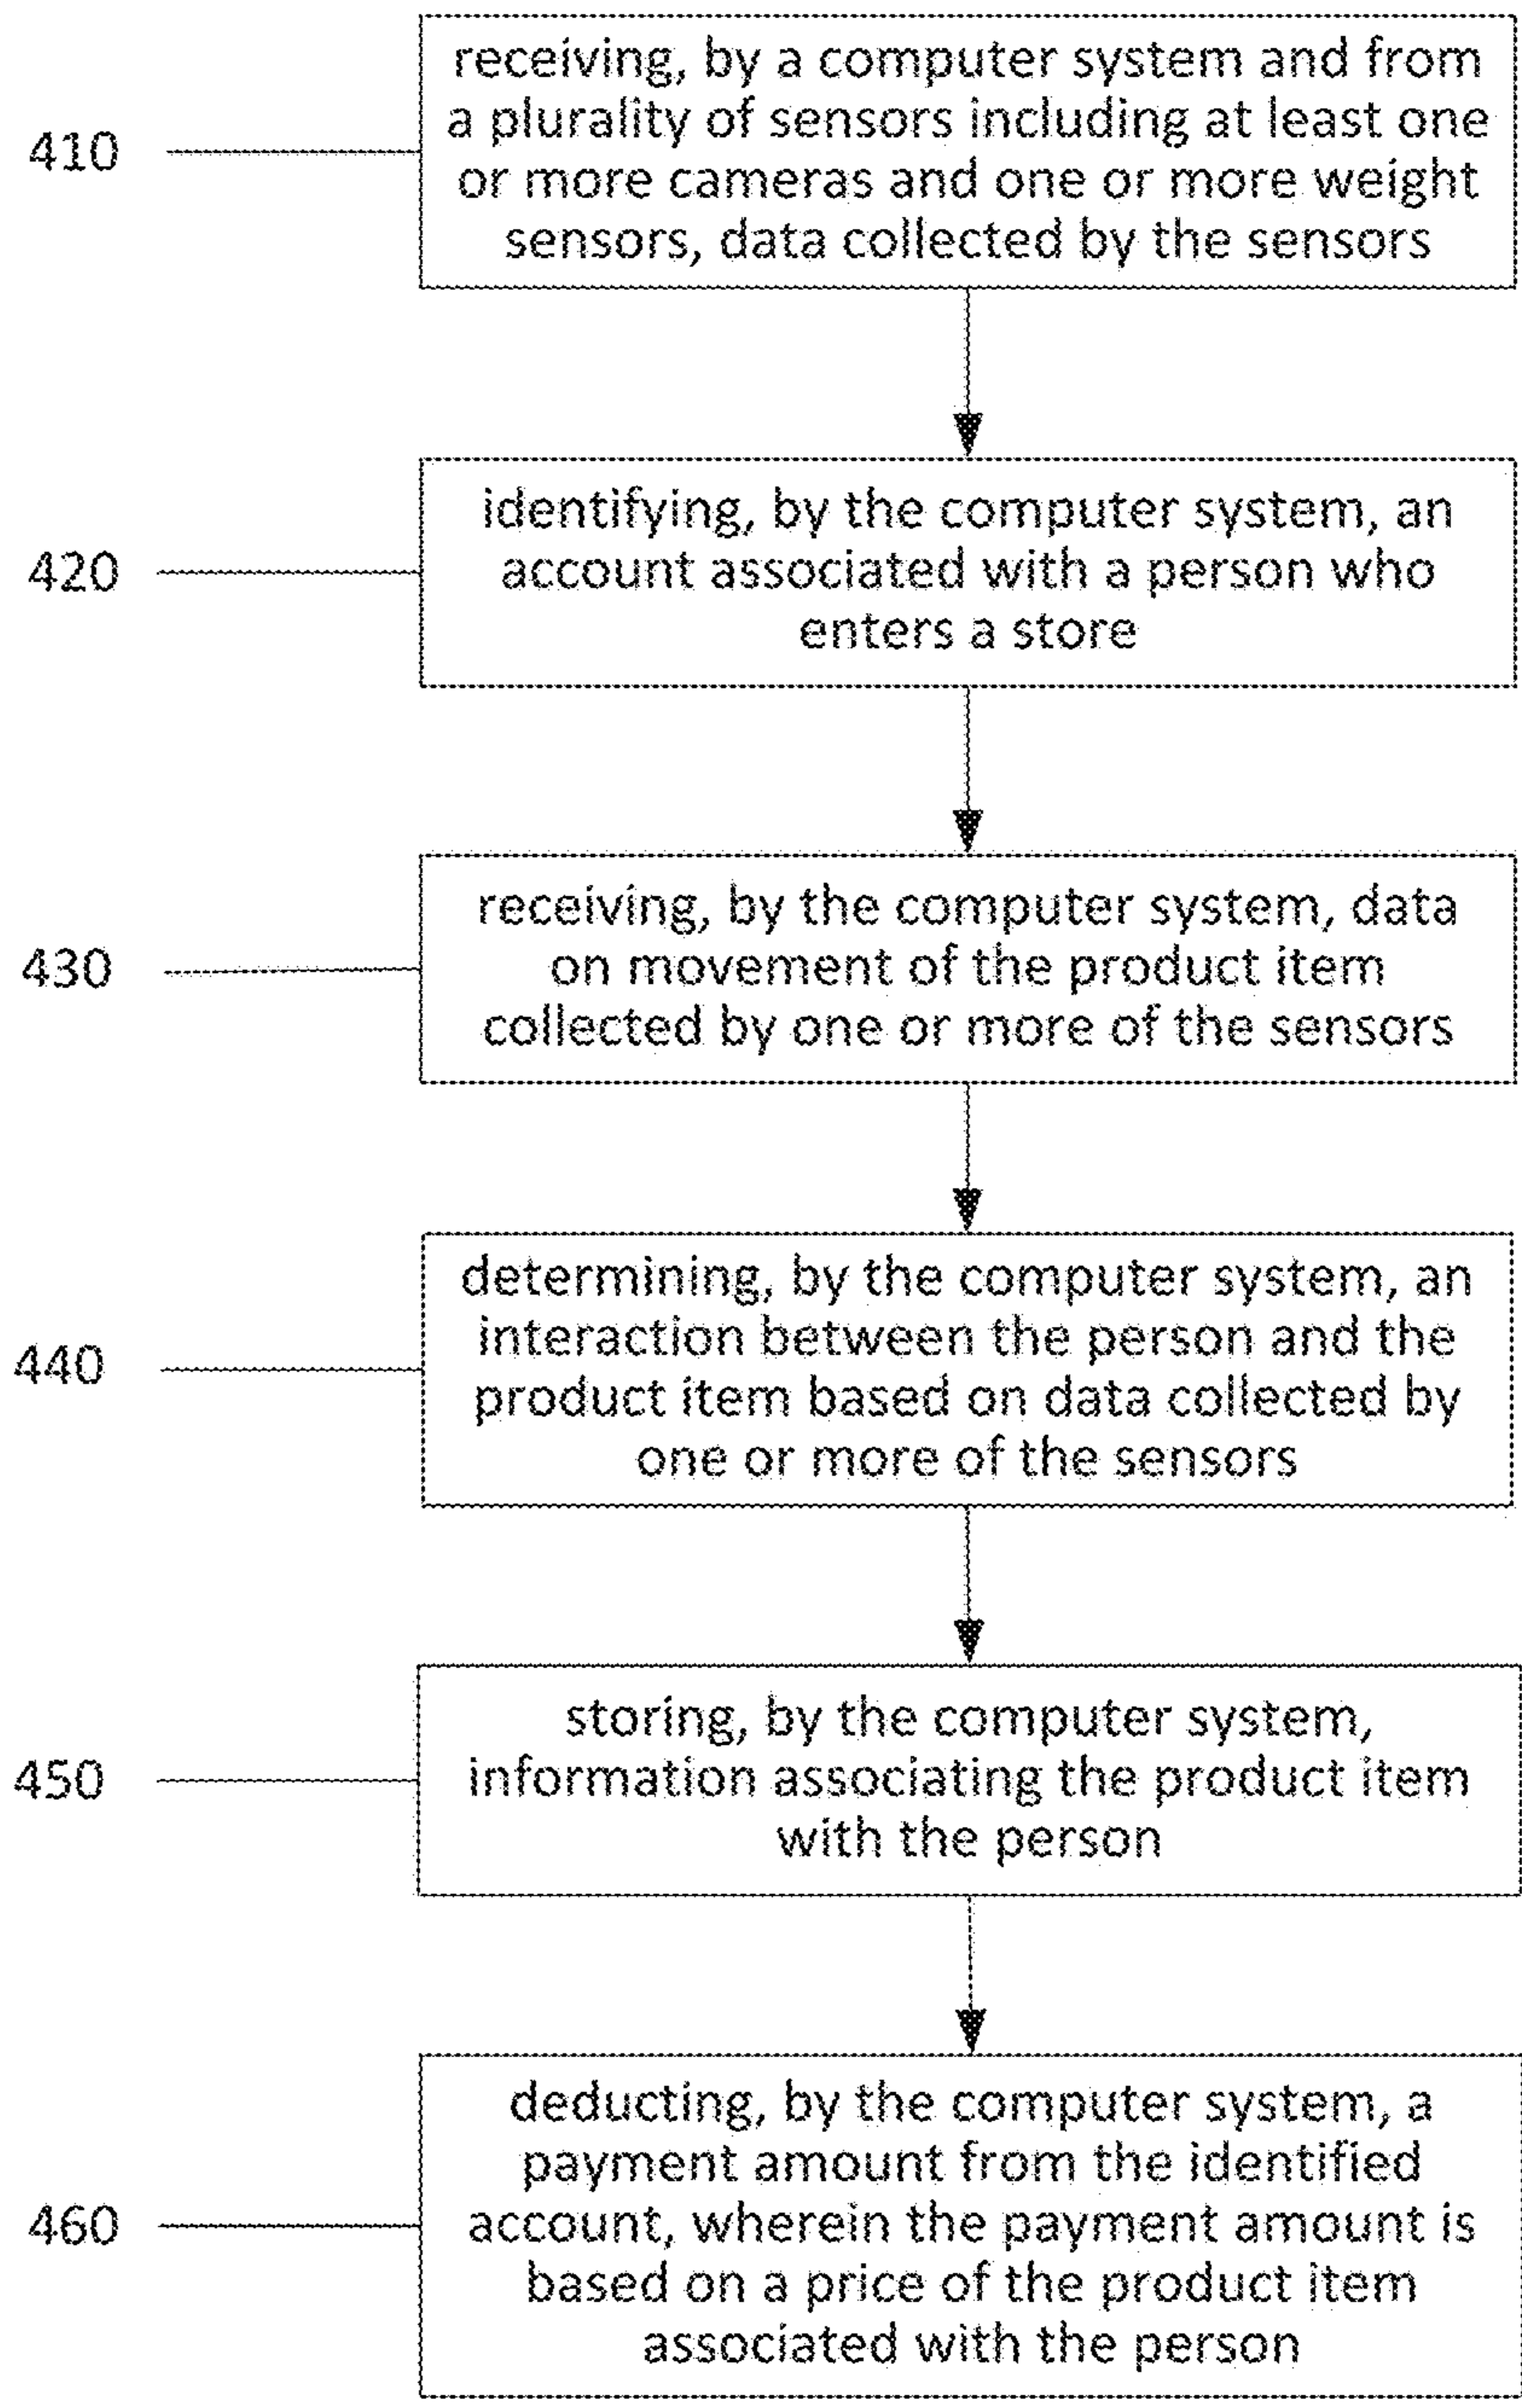 receiving, by a computer system and from
a plurality of sensors including at least one
410
or more cameras and one or more weight
sensors, data collected by the sensors
identifying, by the computer system, an
420
account associated with a person who
enters a store
receiving, by the computer system, data
430
on movement of the product item
collected by one or more of the sensors
determining, by the computer system, an
interaction between the person and the
440
product item based on data collected by
one or more of the sensors
storing, by the computer system,
450
information associating the product item
with the person
deducting, by the computer system, a
payment amount from the identified
460
account, wherein the payment amount is
based on a price of the product item
associated with the person